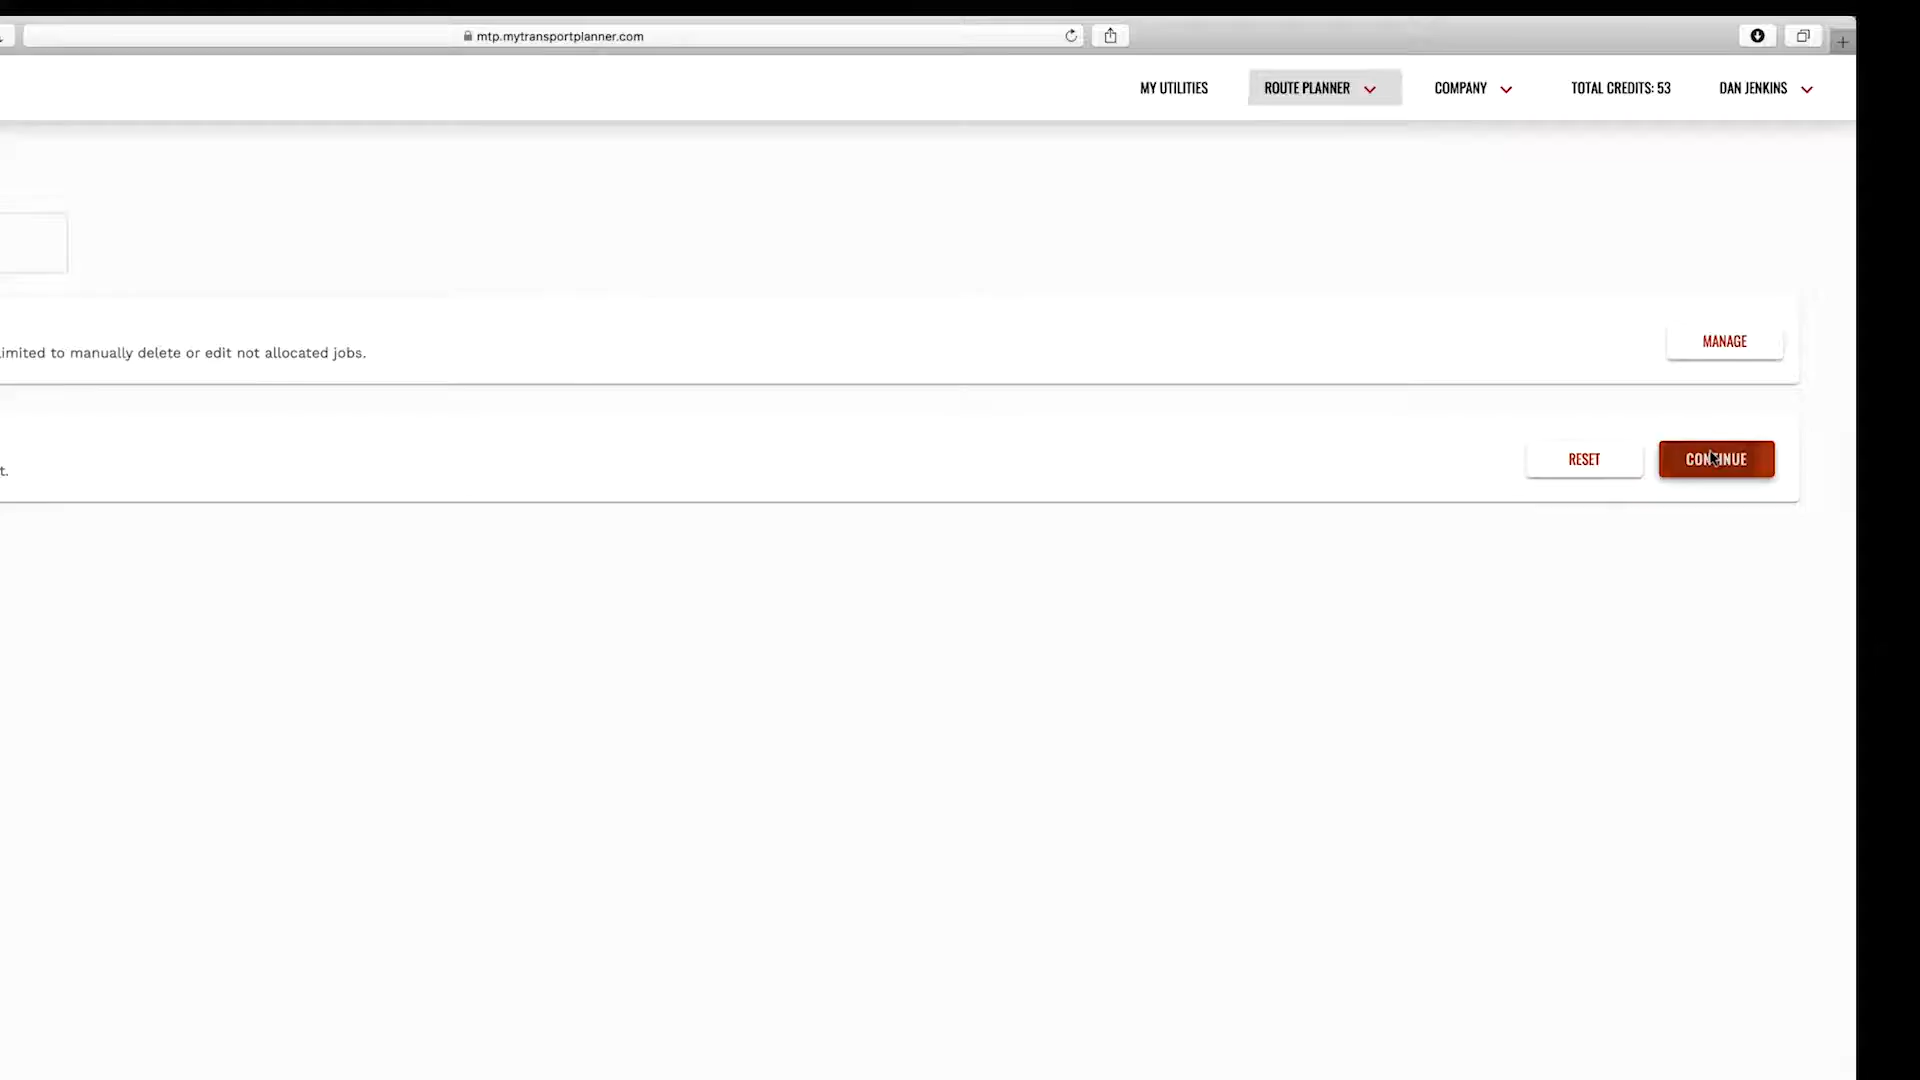 mtp.mytransportplanner.com
MY UTILITIES
ROUTE PLANNER
COMPANY
TOTAL CREDITS: 53
DAN JENKINS
imited to manually delete or edit not allocated jobs.
MANAGE
t.
RESET
CONTINUE